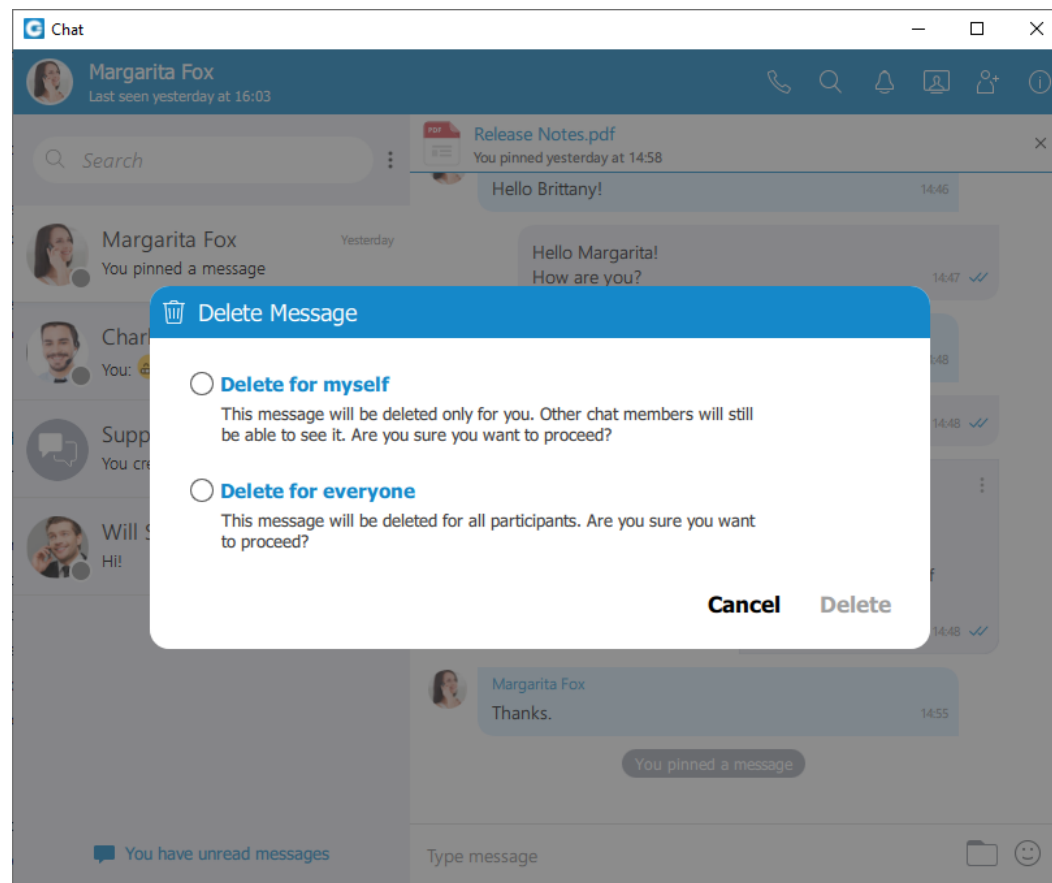 Chat
Margarita Fox
Last seen yesterday at 16:03
Search
PDF
Release Notes.pdf
You pinned yesterday at 14:58
Hello Brittany!
14:46
Margarita Fox
Yesterday
You pinned a message
Hello Margarita!
How are you?
14:47
Delete Message
You:
Hi!
Delete for myself
This message will be deleted only for you. Other chat members will still
be able to see it. Are you sure you want to proceed?
14:48
Delete for everyone
This message will be deleted for all participants. Are you sure you want
to proceed?
Cancel
Delete
14:48
Margarita Fox
Thanks.
14:55
You pinned a message
You have unread messages
Type message